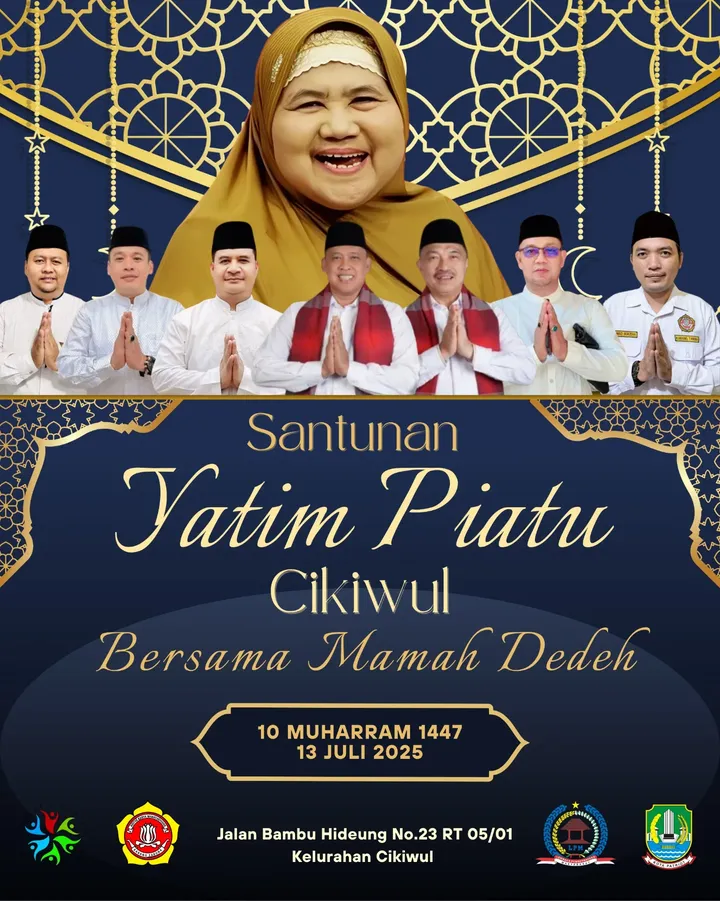 Santunan
Yatim Piatu
Cikiwul
Bersama Mamah Dedeh
10 MUHARRAM 1447
13 JULI 2025
Jalan Bambu Hideung No.23 RT 05/01
Kelurahan Cikiwul
LPM